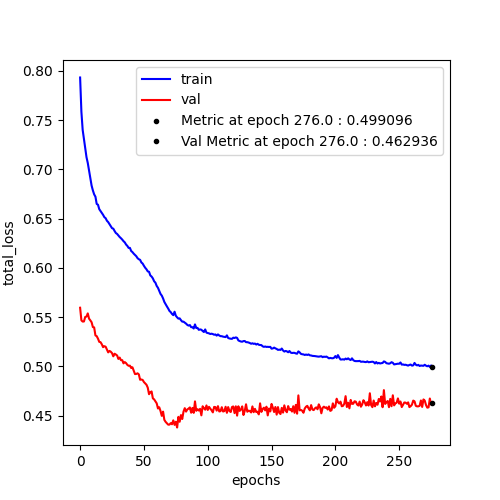 0.80
0.75
0.70
0.65
0.60
0.55
0.50
0.45
total_loss
train
val
Metric at epoch 276.0 : 0.499096
Val Metric at epoch 276.0 : 0.462936
0 50 100 150 200 250
epochs